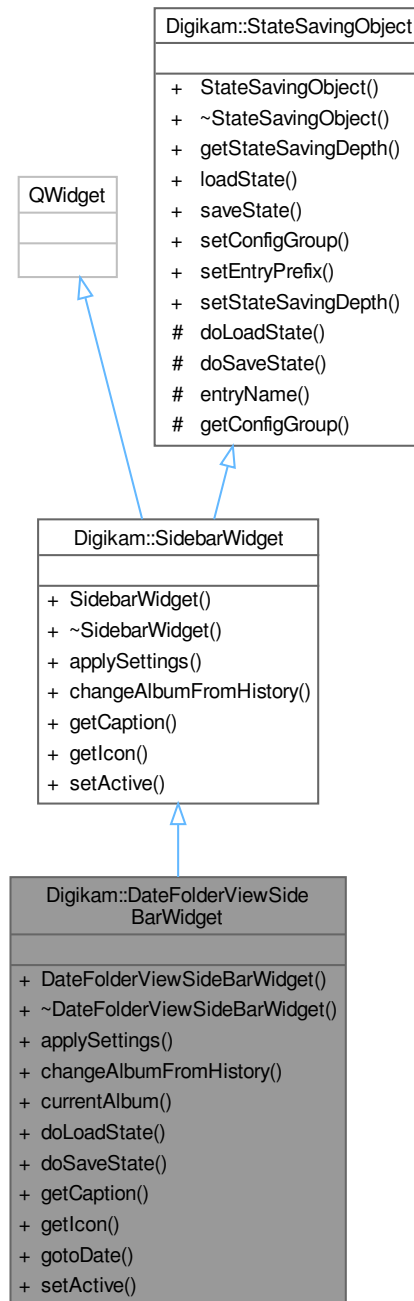 Digikam::StateSavingObject
+ StateSavingObject()
+ ~StateSavingObject()
+ getStateSavingDepth()
+ loadState()
+ saveState()
+ setConfigGroup()
+ setEntryPrefix()
+ setStateSavingDepth()
# doLoadState()
# doSaveState()
# entryName()
# getConfigGroup()
QWidget
Digikam::SidebarWidget
+ SidebarWidget()
+ ~SidebarWidget()
+ applySettings()
+ changeAlbumFromHistory()
+ getCaption()
+ getIcon()
+ setActive()
Digikam::DateFolderViewSide
BarWidget
+ DateFolderViewSideBarWidget()
+ ~DateFolderViewSideBarWidget()
+ applySettings()
+ changeAlbumFromHistory()
+ currentAlbum()
+ doLoadState()
+ doSaveState()
+ getCaption()
+ getIcon()
+ gotoDate()
+ setActive()